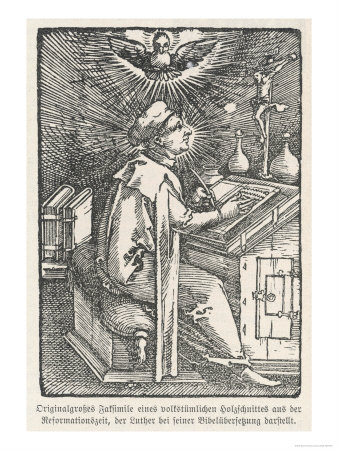 Originalgroßes Faksimile eines volkstümlichen Holzschnittes aus der
Reformationszeit, der Luther bei seiner Bibelübersetzung darstellt.